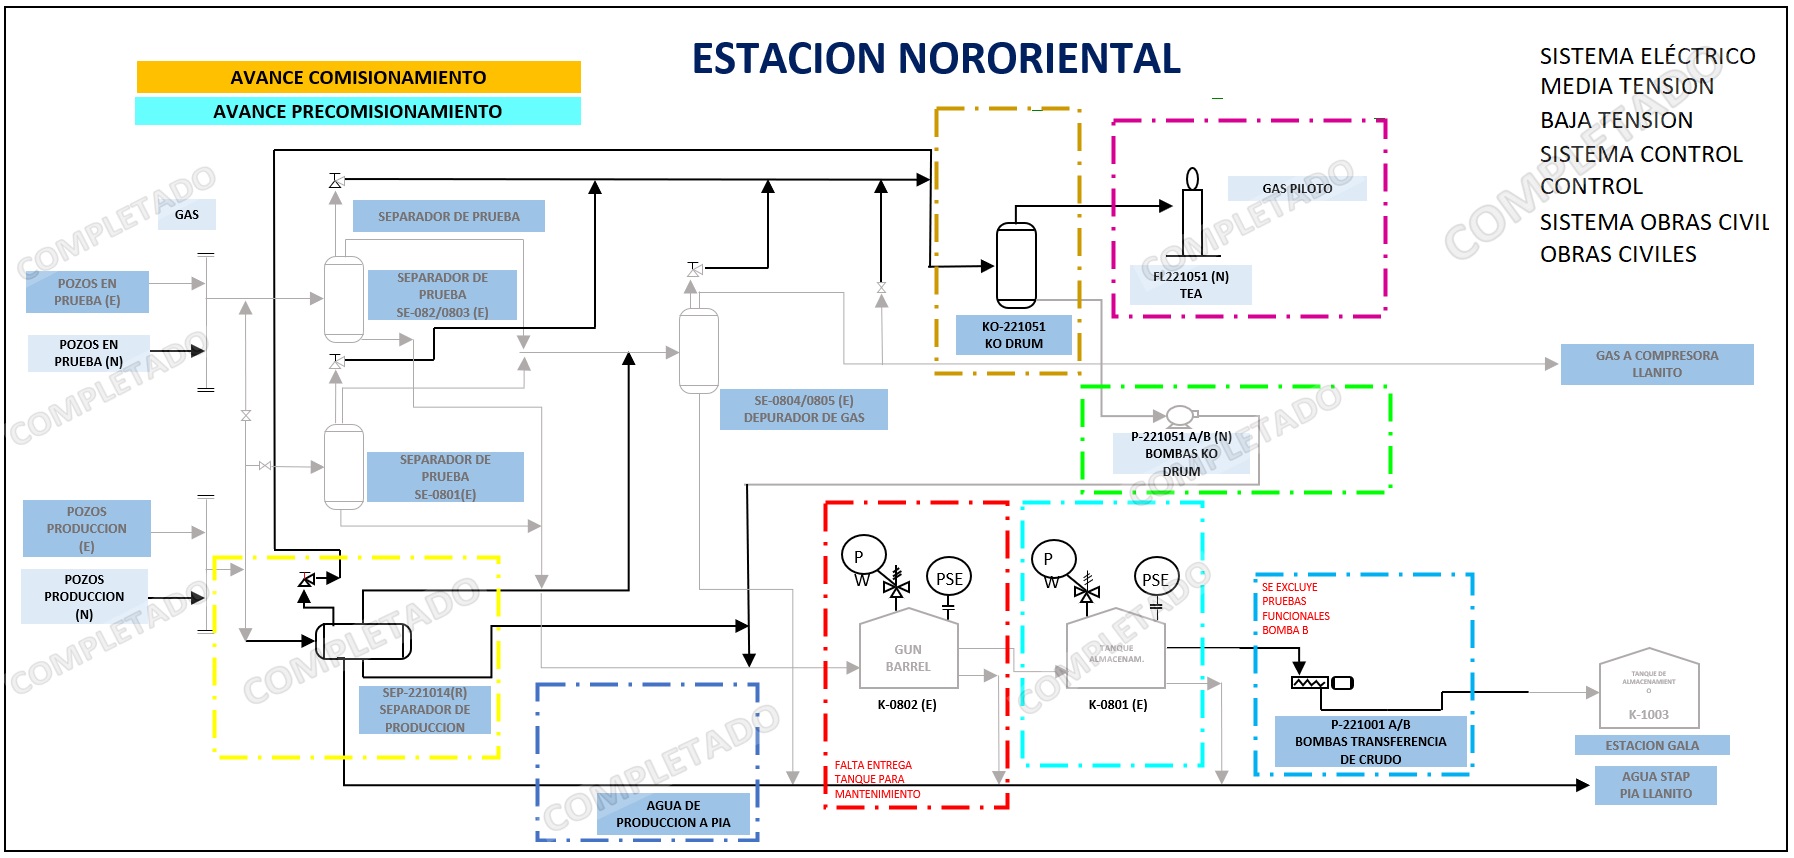 ESTACION NORORIENTAL
AVANCE COMISIONAMIENTO
AVANCE PRECOMISIONAMIENTO
SISTEMA ELÉCTRICO
MEDIA TENSION
BAJA TENSION
SISTEMA CONTROL
CONTROL
SISTEMA OBRAS CIVIL
OBRAS CIVILES
COMPLETADO
COMPLETADO
GAS
COMPLETADO
SEPARADOR DE PRUEBA
GAS PILOTO
COMPLETADO
POZOS EN
PRUEBA (E)
SEPARADOR DE
PRUEBA
SE-082/0803 (E)
FL221051 (N)
TEA
POZOS EN
PRUEBA (N)
COMPLETADO
KO-221051
KO DRUM
GAS A COMPRESORA
LLANITO
SE-0804/0805 (E)
DEPURADOR DE GAS
COMPLETADO
P-221051 A/B (N)
BOMBAS KO
DRUM
SEPARADOR DE
PRUEBA
SE-0801(E)
POZOS
PRODUCCION
(E)
POZOS
PRODUCCION
(N)
COMPLETADO
COMPLETADO
P
W
PSE
P
W
PSE
COMPLETADO
SE EXCLUYE
PRUEBAS
FUNCIONALES
BOMBA B
GUN
BARREL
K-0802 (E)
TANQUE
ALMACENAM.
K-0801 (E)
TANQUE DE
ALMACENAMIENT
O
K-1003
ESTACION GALA
SEP-221014(R)
SEPARADOR DE
PRODUCCION
P-221001 A/B
BOMBAS TRANSFERENCIA
DE CRUDO
COMPLETADO
FALTA ENTREGA
TANQUE PARA
MANTENIMIENTO
AGUA STAP
PIA LLANITO
AGUA DE
PRODUCCION A PIA